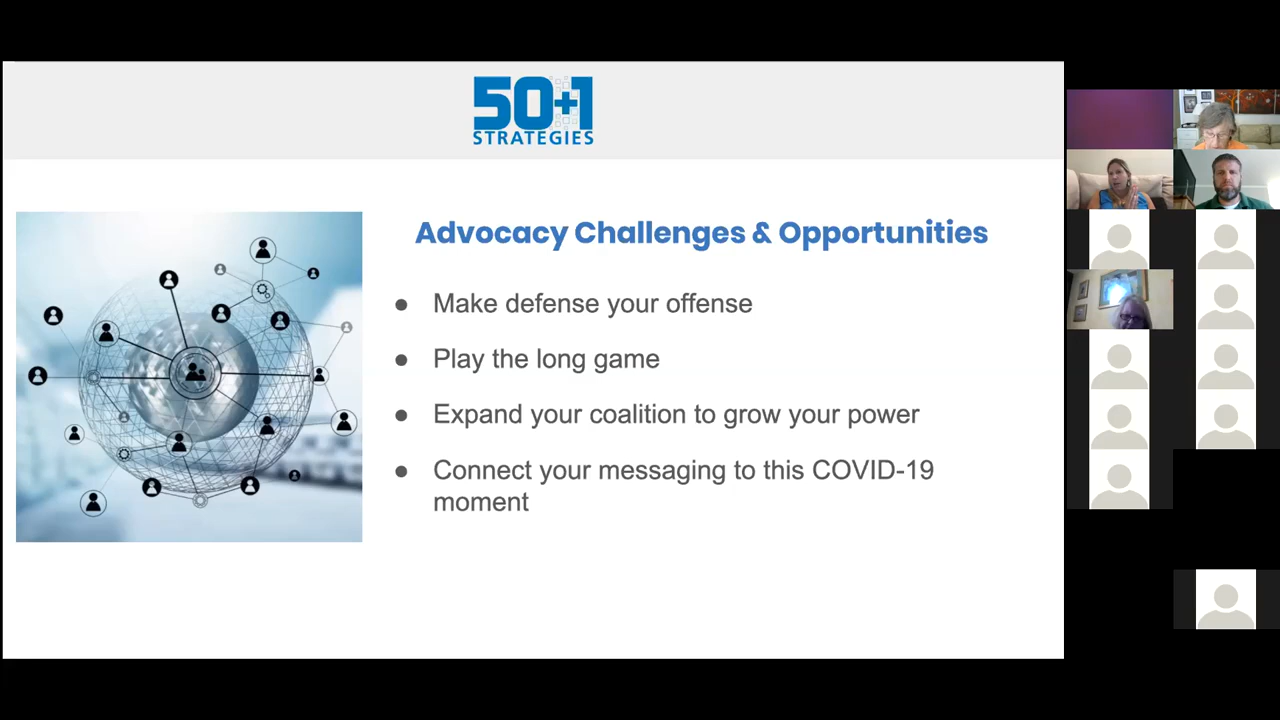 50+1
STRATEGIES
Advocacy Challenges & Opportunities
● Make defense your offense
● Play the long game
● Expand your coalition to grow your power
● Connect your messaging to this COVID-19
moment